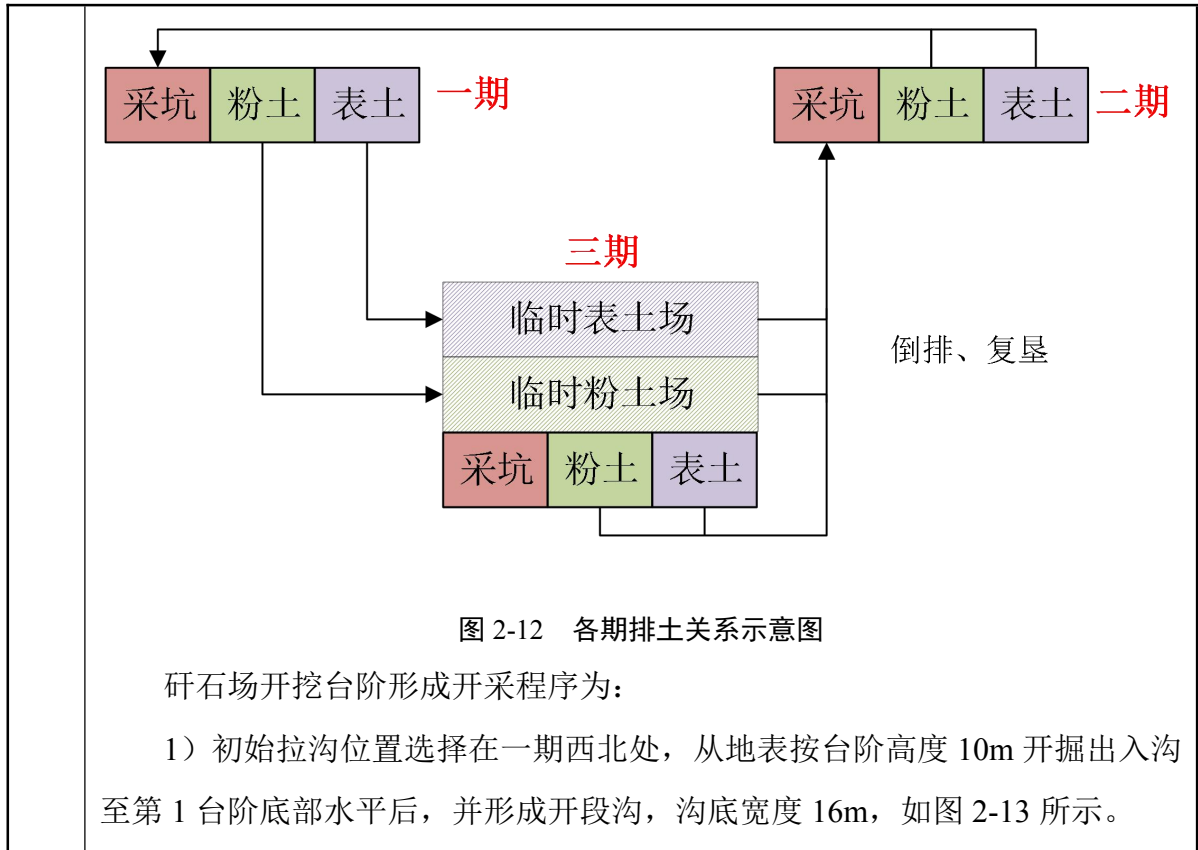 采坑 粉土 表土 一期
采坑 粉土 表土 二期
三期
临时表土场
临时粉土场
倒排、复垦
采坑 粉土 表土
图 2-12 各期排土关系示意图
矸石场开挖台阶形成开采程序为：
1）初始拉沟位置选择在一期西北处，从地表按台阶高度 10m 开掘出入沟
至第 1 台阶底部水平后，并形成开段沟，沟底宽度 16m，如图 2-13 所示。